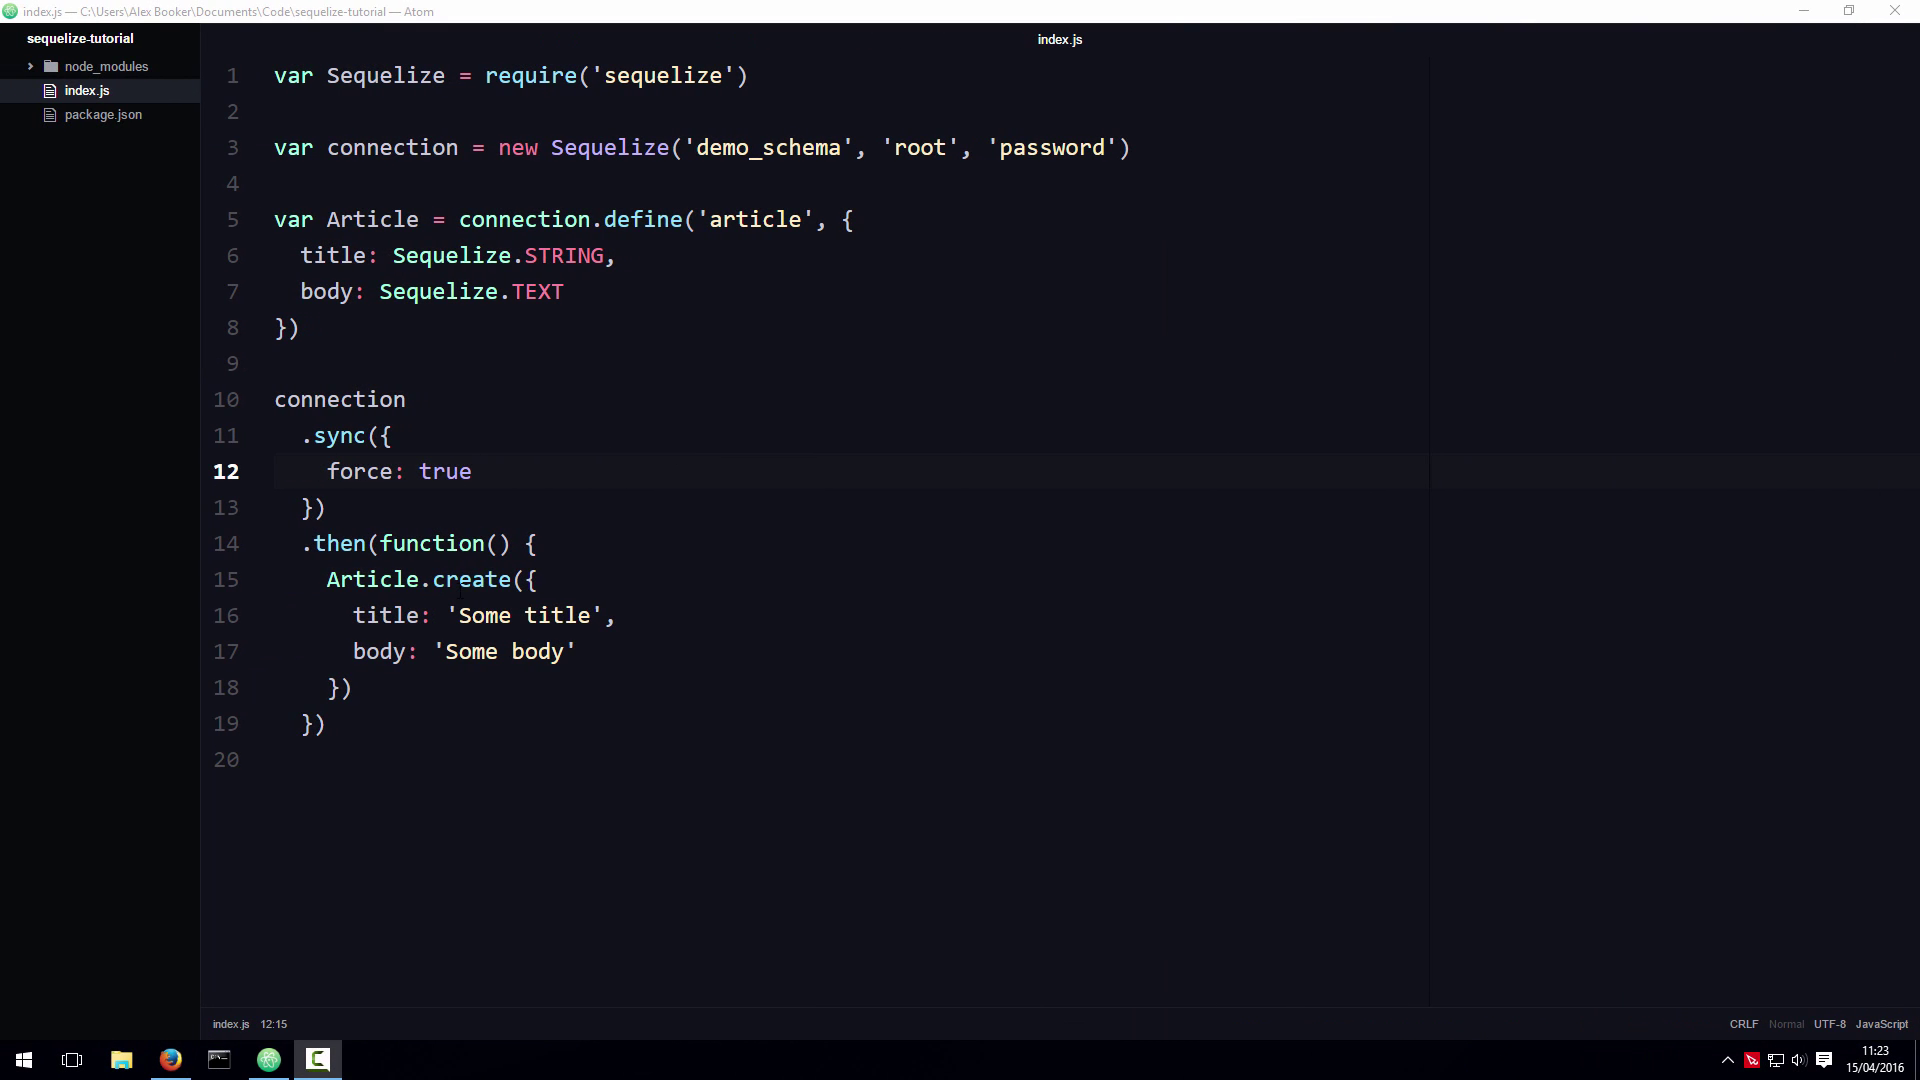 index.js — C:\Users\Alex Booker\Documents\Code\sequelize-tutorial — Atom
sequelize-tutorial
node_modules
index.js
package.json
index.js
1 var Sequelize = require('sequelize')
2
3 var connection = new Sequelize('demo_schema', 'root', 'password')
4
5 var Article = connection.define('article', {
6 title: Sequelize.STRING,
7 body: Sequelize.TEXT
8 })
9
10 connection
11 .sync({
12 force: true
13 })
14 .then(function() {
15 Article.create({
16 title: 'Some title',
17 body: 'Some body'
18 })
19 })
20
index.js 12:15
CRLF Normal UTF-8 JavaScript
11:23
15/04/2016